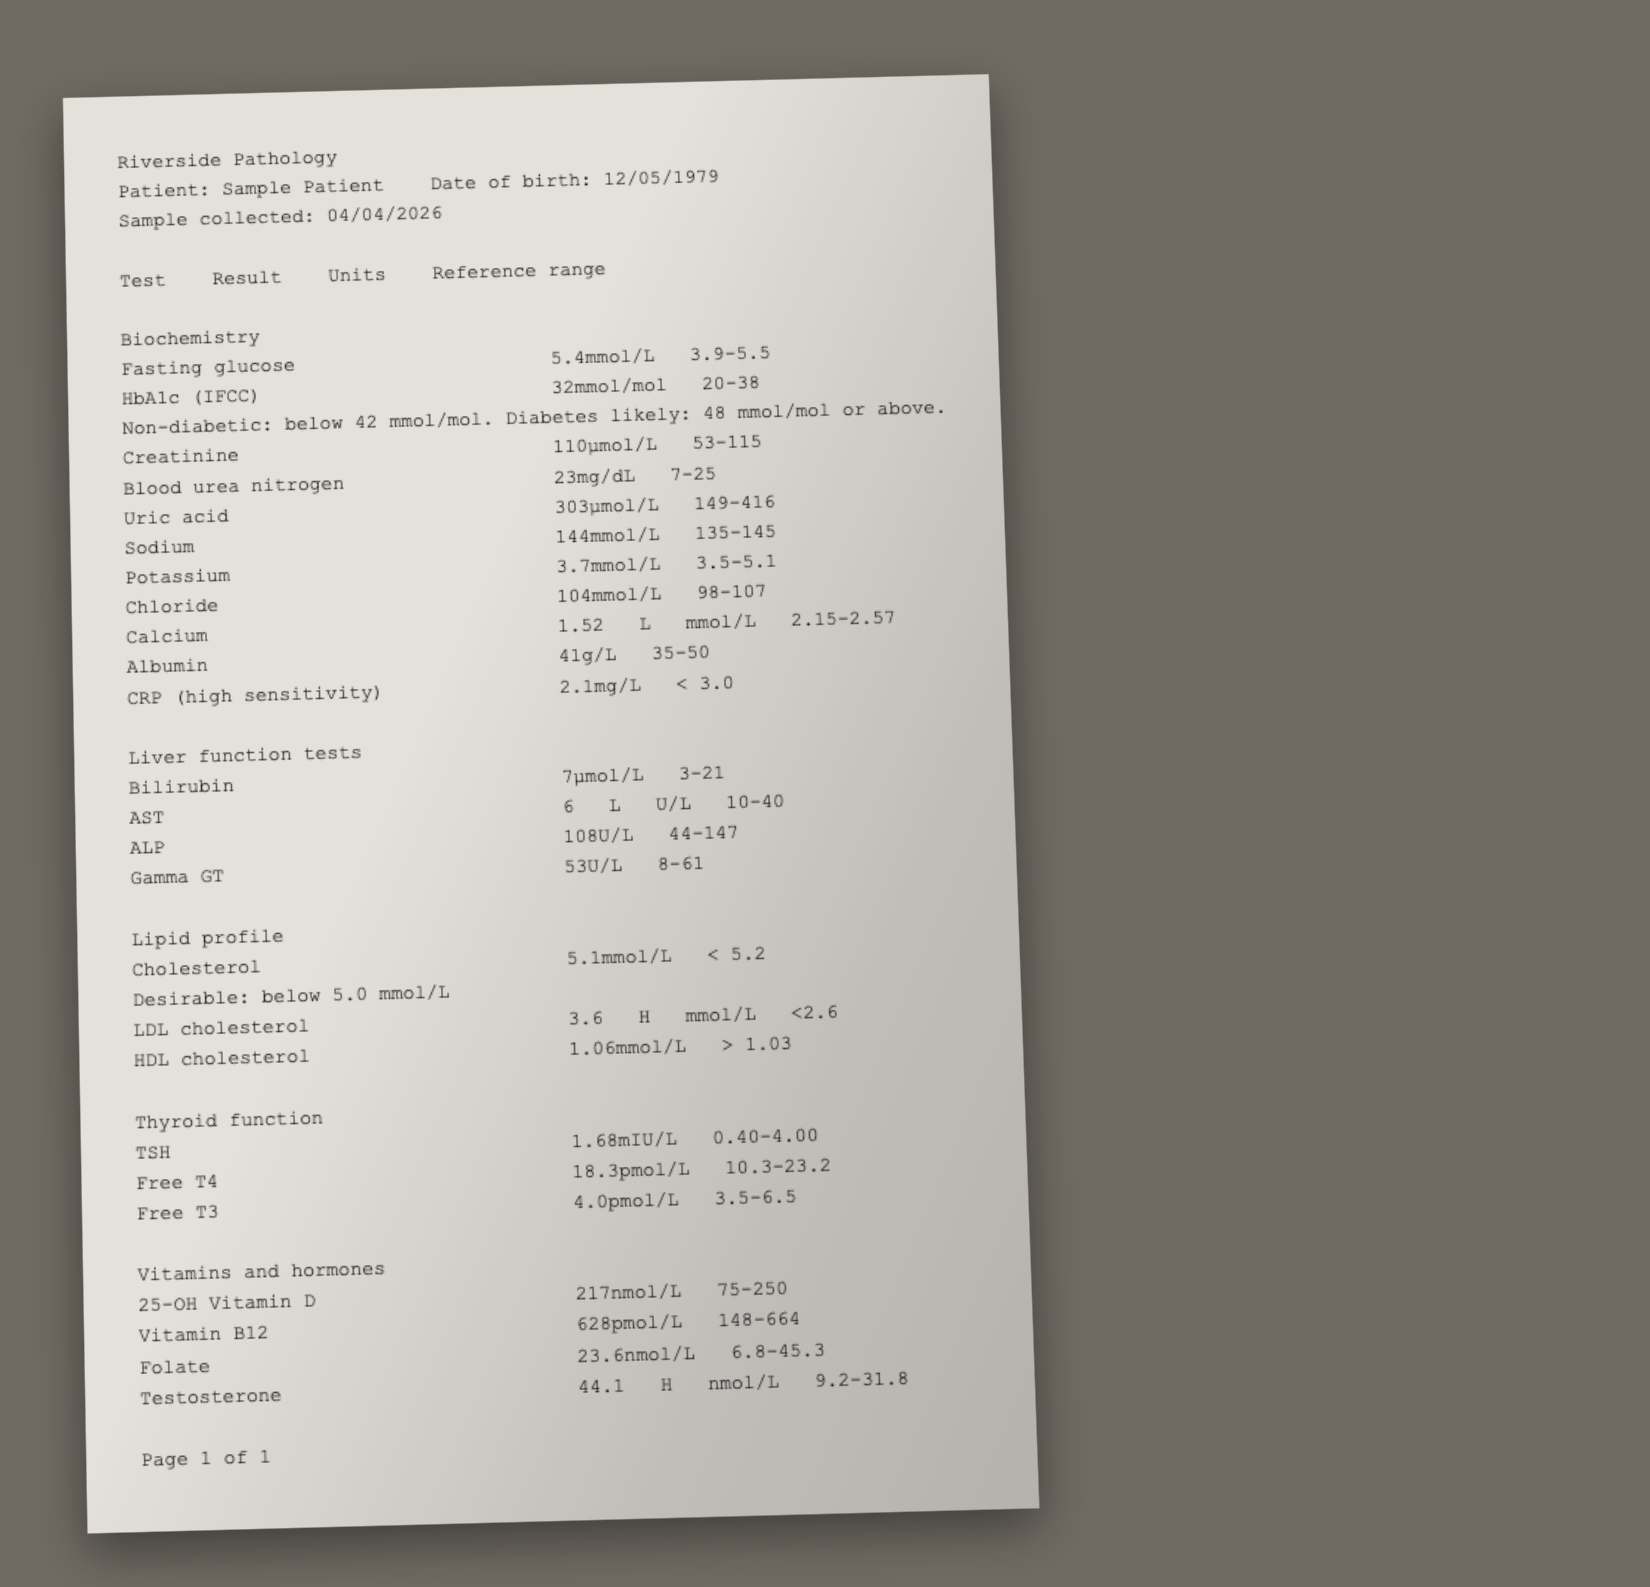 Riverside Pathology
Patient: Sample Patient    Date of birth: 12/05/1979
Sample collected: 04/04/2026
Test    Result    Units    Reference range
Biochemistry
Fasting glucose    5.4mmol/L   3.9-5.5
HbA1c (IFCC)    32mmol/mol   20-38
Non-diabetic: below 42 mmol/mol. Diabetes likely: 48 mmol/mol or above.
Creatinine    110µmol/L   53-115
Blood urea nitrogen    23mg/dL   7-25
Uric acid    303µmol/L   149-416
Sodium    144mmol/L   135-145
Potassium    3.7mmol/L   3.5-5.1
Chloride    104mmol/L   98-107
Calcium    1.52   L   mmol/L   2.15-2.57
Albumin    41g/L   35-50
CRP (high sensitivity)    2.1mg/L   < 3.0
Liver function tests
Bilirubin    7µmol/L   3-21
AST    6   L   U/L   10-40
ALP    108U/L   44-147
Gamma GT    53U/L   8-61
Lipid profile
Cholesterol    5.1mmol/L   < 5.2
Desirable: below 5.0 mmol/L
LDL cholesterol    3.6   H   mmol/L   <2.6
HDL cholesterol    1.06mmol/L   > 1.03
Thyroid function
TSH    1.68mIU/L   0.40-4.00
Free T4    18.3pmol/L   10.3-23.2
Free T3    4.0pmol/L   3.5-6.5
Vitamins and hormones
25-OH Vitamin D    217nmol/L   75-250
Vitamin B12    628pmol/L   148-664
Folate    23.6nmol/L   6.8-45.3
Testosterone    44.1   H   nmol/L   9.2-31.8
Page 1 of 1